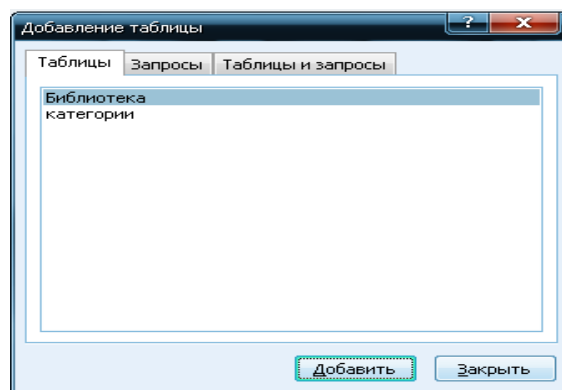 Добавление таблицы ?
Таблицы Запросы Таблицы и запросы
Библиотека
категории
Добавить Закрыть